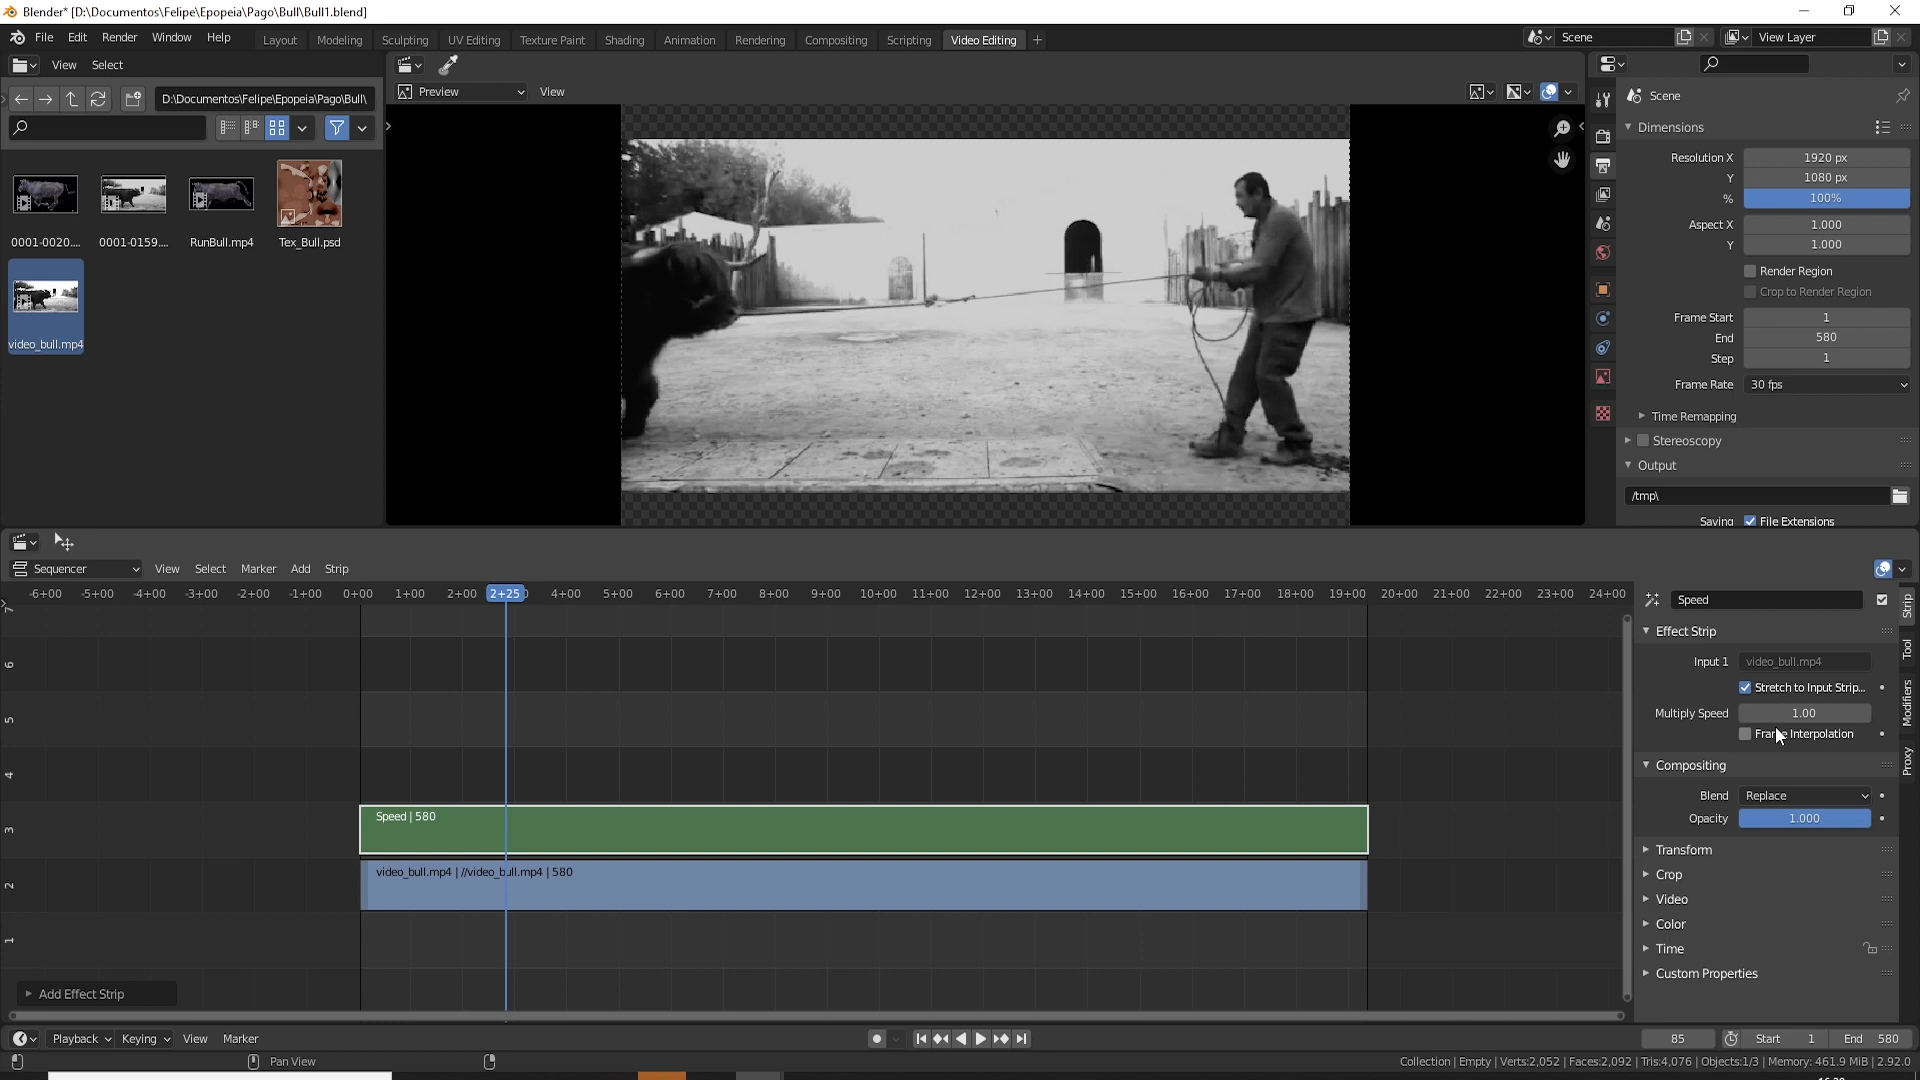 Blender* [D:\Documentos\Felipe\Epopeia\Pago\Bull\Bull1.blend]
File Edit Render Window Help Layout Modeling Sculpting UV Editing Texture Paint Shading Animation Rendering Compositing Scripting Video Editing + Scene View Layer
View Select
D:\Documentos\Felipe\Epopeia\Pago\Bull\
Preview View
0001-0020.... 0001-0159.... RunBull.mp4 Tex_Bull.psd
video_bull.mp4
Scene
Dimensions
Resolution X 1920 px
Y 1080 px
% 100%
Aspect X 1.000
Y 1.000
Render Region
Crop to Render Region
Frame Start 1
End 580
Step 1
Frame Rate 30 fps
Time Remapping
Stereoscopy
Output
/tmp\
Saving File Extensions
Sequencer View Select Marker Add Strip
-6+00 -5+00 -4+00 -3+00 -2+00 -1+00 0+00 1+00 2+00 2+25 4+00 5+00 6+00 7+00 8+00 9+00 10+00 11+00 12+00 13+00 14+00 15+00 16+00 17+00 18+00 19+00 20+00 21+00 22+00 23+00 24+00
7
6
5
4
3
2
1
Speed | 580
video_bull.mp4 | //video_bull.mp4 | 580
Add Effect Strip
Speed
Effect Strip
Input 1 video_bull.mp4
Stretch to Input Strip...
Multiply Speed 1.00
Frame Interpolation
Compositing
Blend Replace
Opacity 1.000
Transform
Crop
Video
Color
Time
Custom Properties
Strip
Tool
Modifiers
Proxy
Playback Keying View Marker 85 Start 1 End 580
Pan View
Collection | Empty | Verts:2,052 | Faces:2,092 | Tris:4,076 | Objects:1/3 | Memory: 461.9 MiB | 2.92.0